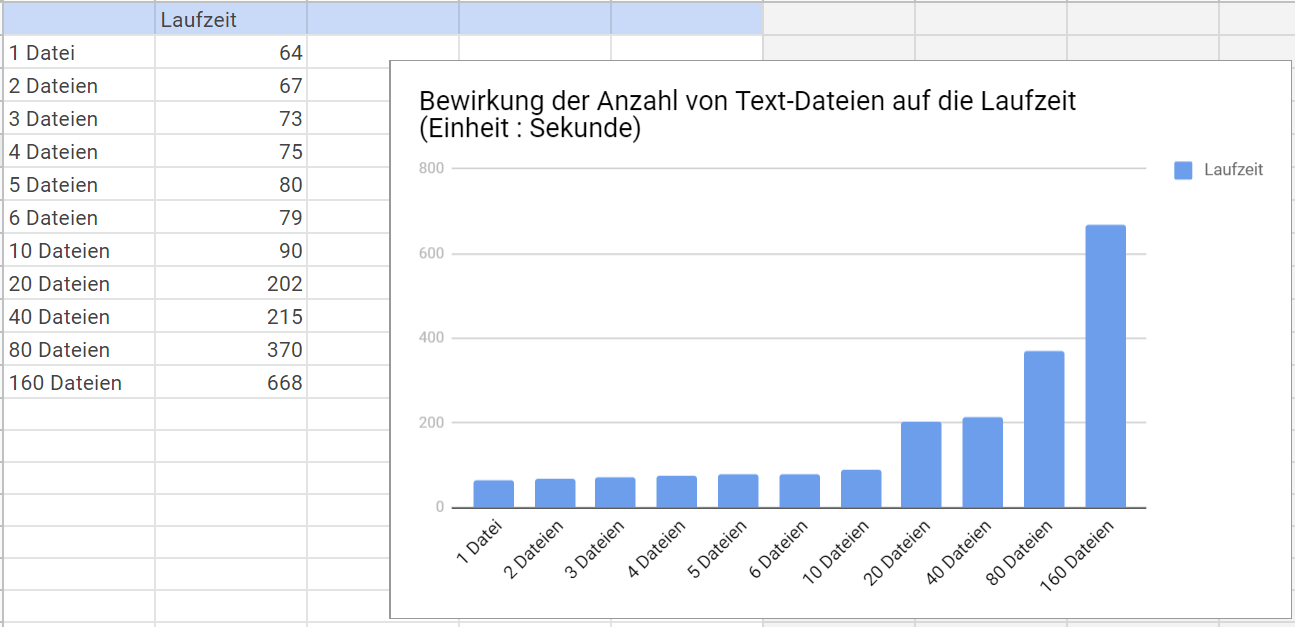 Laufzeit
1 Datei 64
2 Dateien 67
3 Dateien 73
4 Dateien 75
5 Dateien 80
6 Dateien 79
10 Dateien 90
20 Dateien 202
40 Dateien 215
80 Dateien 370
160 Dateien 668
Bewirkung der Anzahl von Text-Dateien auf die Laufzeit
(Einheit : Sekunde)
800
600
400
200
0
Laufzeit
1 Datei
2 Dateien
3 Dateien
4 Dateien
5 Dateien
6 Dateien
10 Dateien
20 Dateien
40 Dateien
80 Dateien
160 Dateien